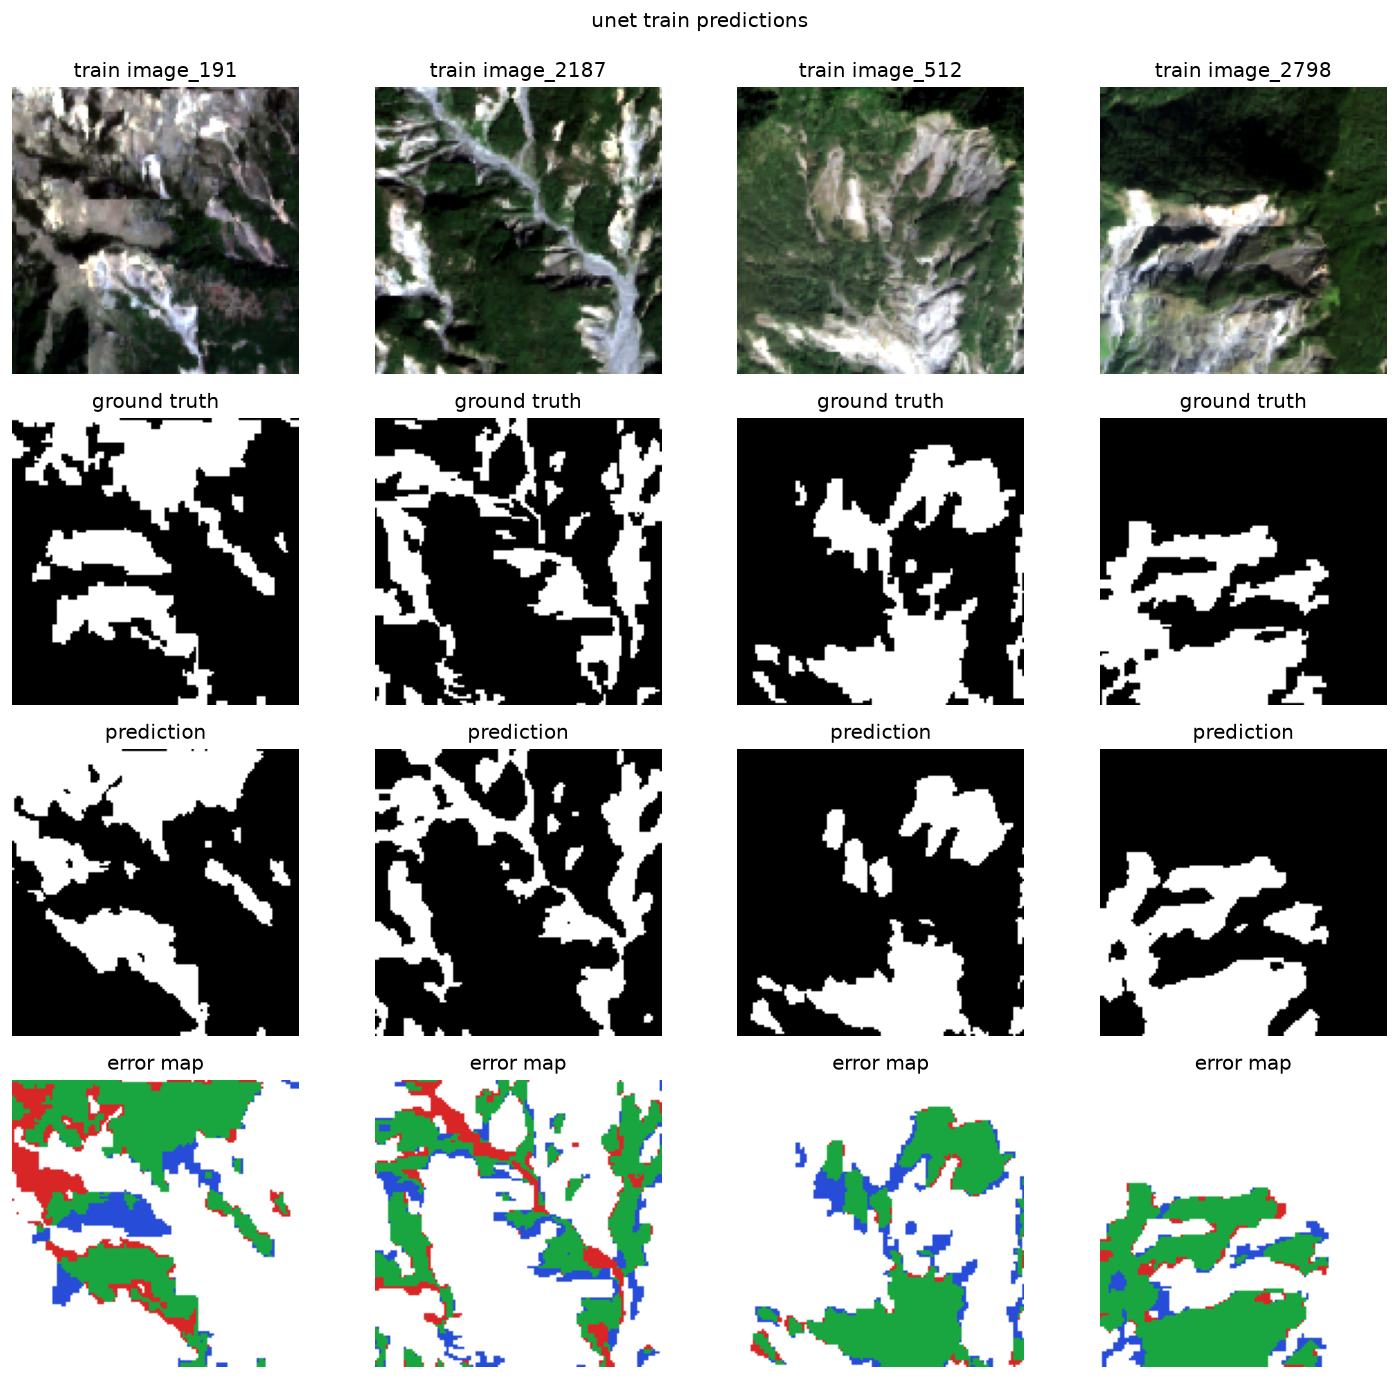 unet train predictions
train image_191
train image_2187
train image_512
train image_2798
ground truth
ground truth
ground truth
ground truth
prediction
prediction
prediction
prediction
error map
error map
error map
error map